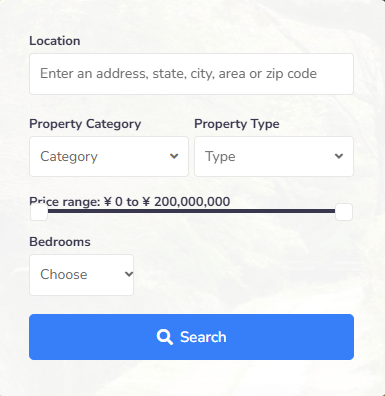 Location
Enter an address, state, city, area or zip code
Property Category Property Type
Category Type
Price range: ¥ 0 to ¥ 200,000,000
Bedrooms
Choose
Search